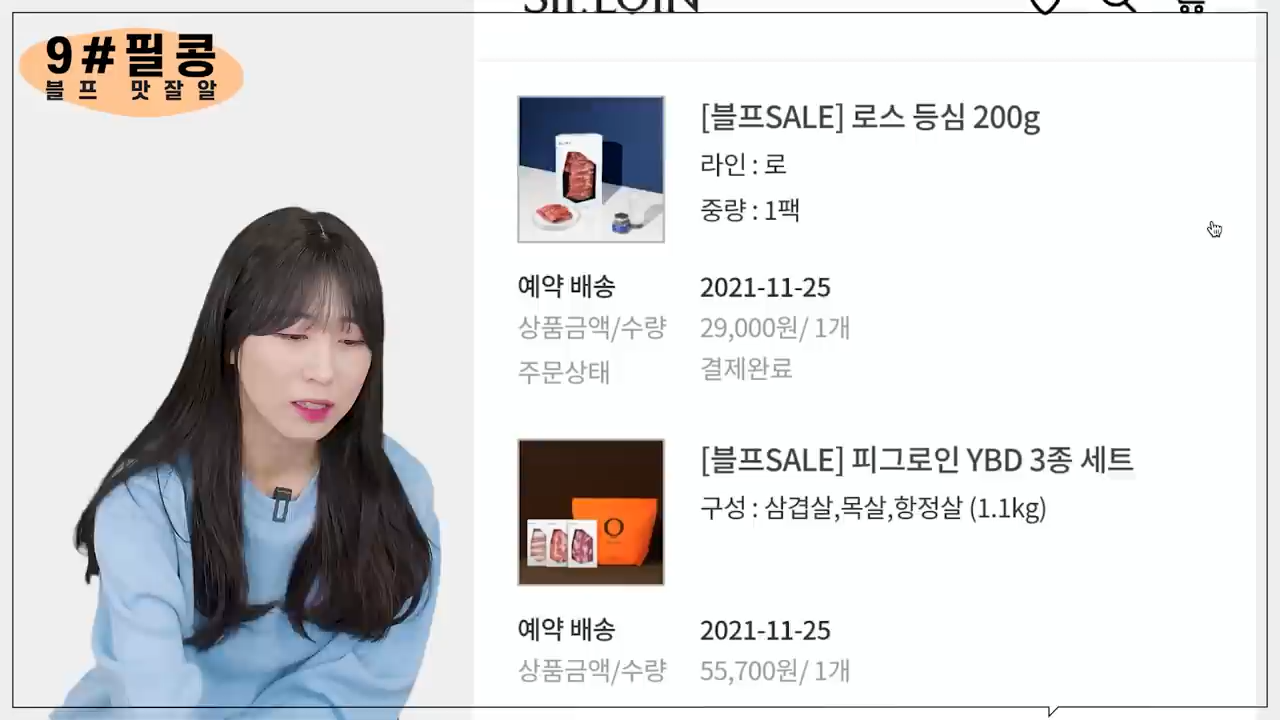 9#필콩
블프 맛잘알
SIR.LOIN
[블프SALE] 로스 등심 200g
라인 : 로
중량 : 1팩
예약 배송 2021-11-25
상품금액/수량 29,000원/ 1개
주문상태 결제완료
[블프SALE] 피그로인 YBD 3종 세트
구성 : 삼겹살,목살,항정살 (1.1kg)
예약 배송 2021-11-25
상품금액/수량 55,700원/ 1개